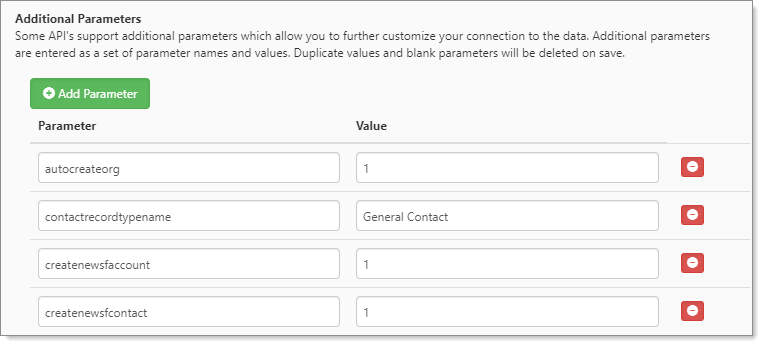 Additional Parameters
Some API's support additional parameters which allow you to further customize your connection to the data. Additional parameters
are entered as a set of parameter names and values. Duplicate values and blank parameters will be deleted on save.
Add Parameter
Parameter Value
autocreateorg 1
contactrecordtypename General Contact
createnewsfaccount 1
createnewsfcontact 1